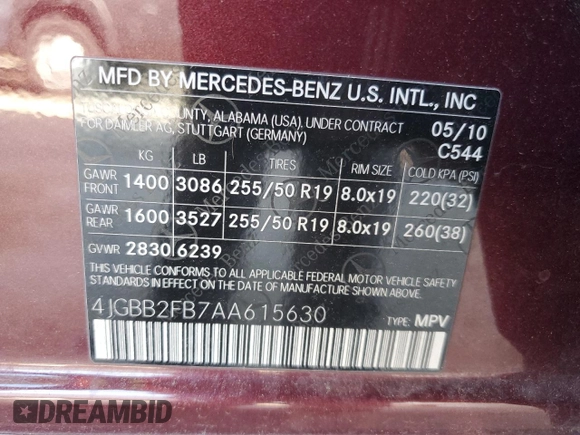 MFD BY MERCEDES-BENZ U.S. INTL., INC
COUNTY, ALABAMA (USA), UNDER CONTRACT
FOR DAIMLER AG, STUTTGART (GERMANY)
05/10
C544
KG LB TIRES RIM SIZE COLD KPA (PSI)
GAWR FRONT 1400 3086 255/50 R19 8.0x19 220(32)
GAWR REAR 1600 3527 255/50 R19 8.0x19 260(38)
GVWR 2830 6239
THIS VEHICLE CONFORMS TO ALL APPLICABLE FEDERAL MOTOR VEHICLE SAFETY
STANDARDS IN EFFECT ON THE DATE OF MANUFACTURE SHOWN ABOVE.
4JGBB2FB7AA615630
TYPE: MPV
DREAMBID